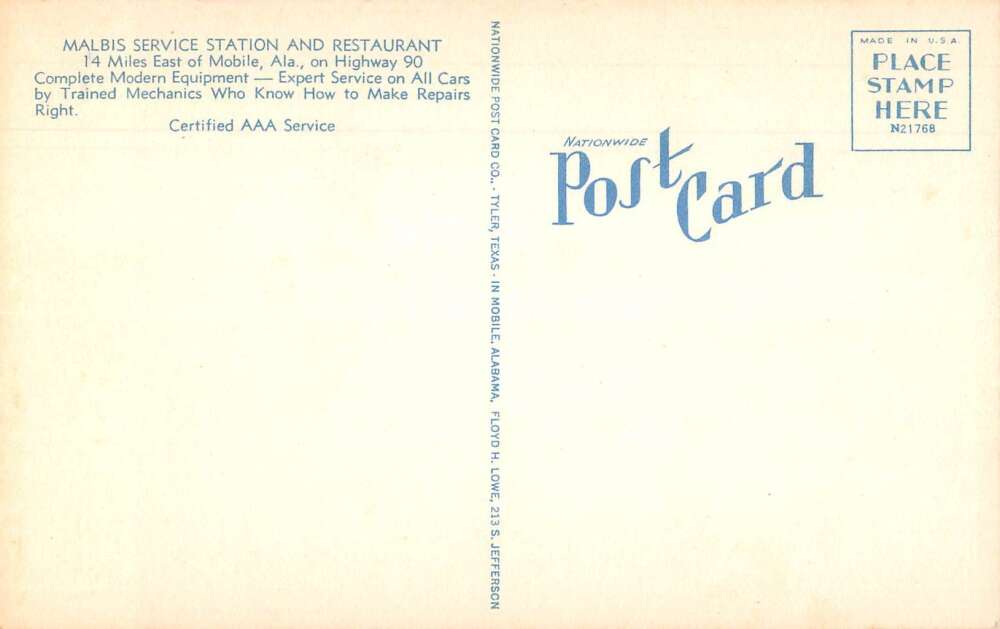 MALBIS SERVICE STATION AND RESTAURANT
14 Miles East of Mobile, Ala., on Highway 90
Complete Modern Equipment — Expert Service on All Cars
by Trained Mechanics Who Know How to Make Repairs
Right.
Certified AAA Service
NATIONWIDE POST CARD CO., - TYLER, TEXAS - IN MOBILE, ALABAMA, FLOYD H. LOWE, 213 S. JEFFERSON
NATIONWIDE
Post Card
MADE IN U.S.A.
PLACE
STAMP
HERE
N21768